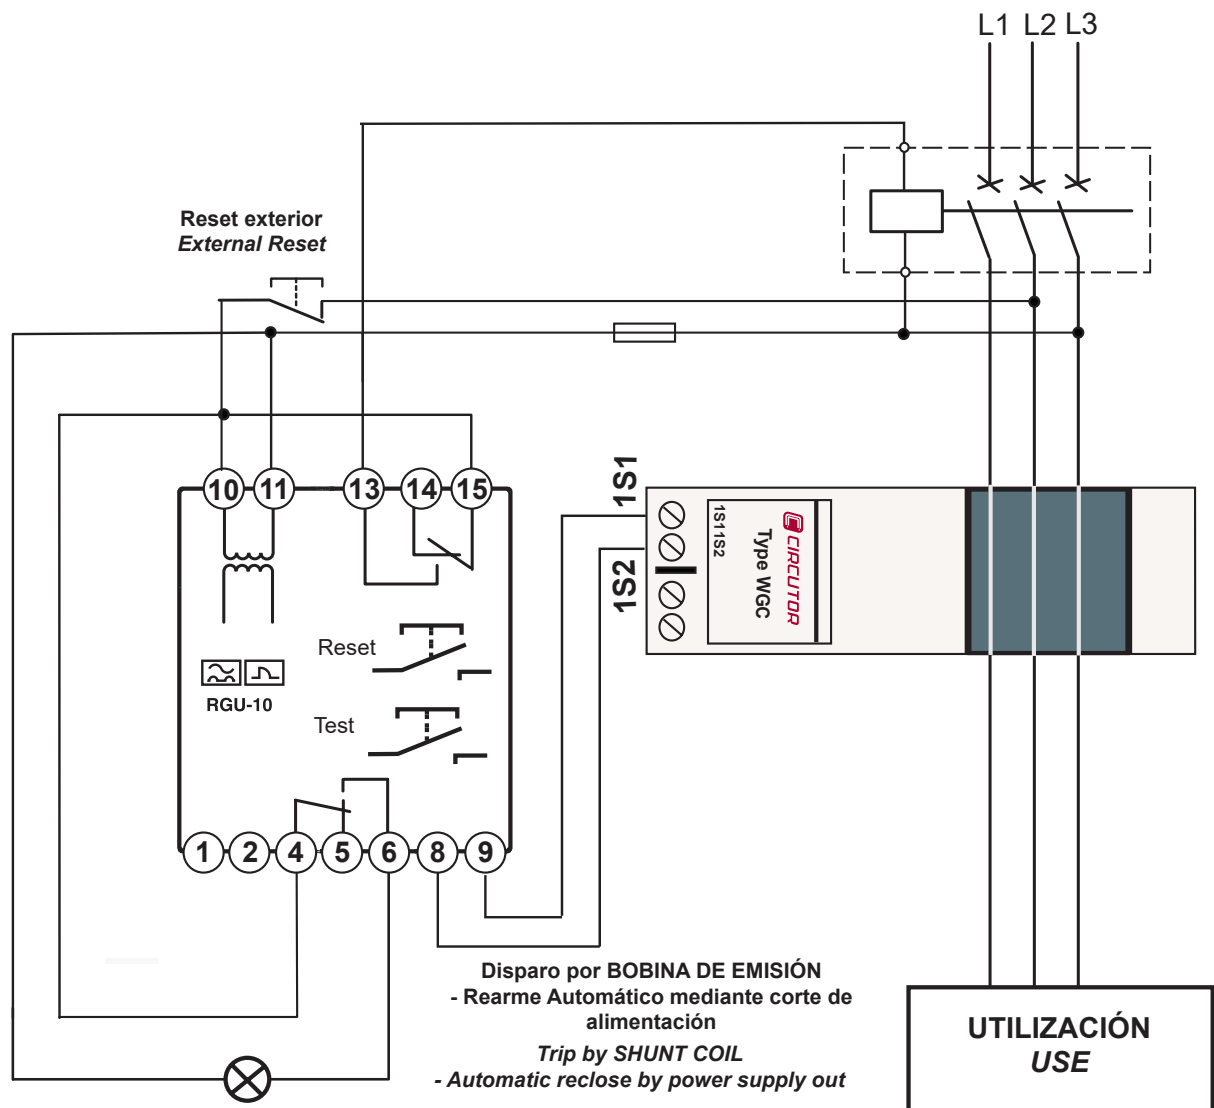 L1 L2 L3
Reset exterior
External Reset
10 11 13 14 15
1S1
1S2
1S11S2
Type WGC
CIRCUTOR
Reset
RGU-10
Test
1 2 4 5 6 8 9
Disparo por BOBINA DE EMISIÓN
- Rearme Automático mediante corte de
alimentación
Trip by SHUNT COIL
- Automatic reclose by power supply out
UTILIZACIÓN
USE